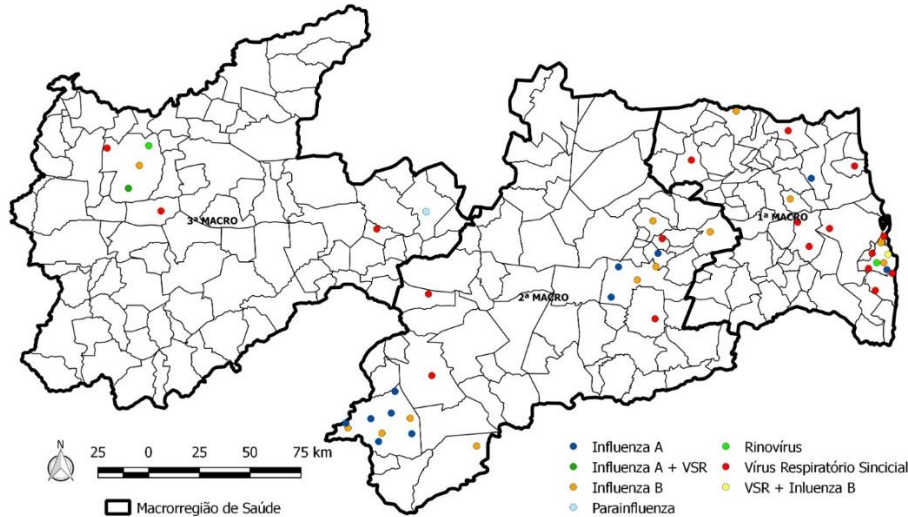 3ª MACRO
1ª MACRO
2ª MACRO
N
25 0 25 50 75 km
Macrorregião de Saúde
Influenza A
Influenza A + VSR
Influenza B
Parainfluenza
Rinovírus
Vírus Respiratório Sincicial
VSR + Inluenza B